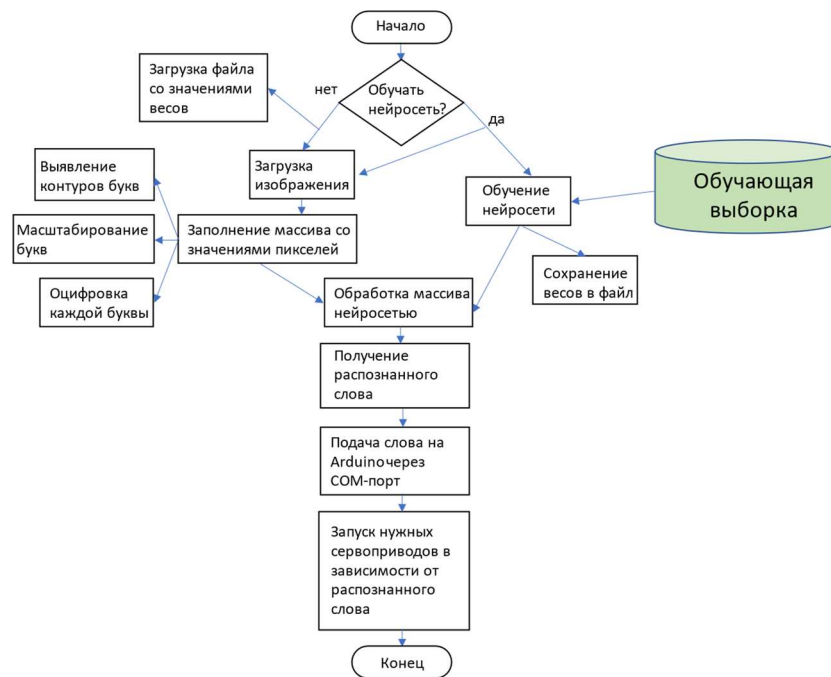 Начало
Загрузка файла
со значениями
весов
нет
Обучать
нейросеть?
да
Выявление
контуров букв
Загрузка
изображения
Обучение
нейросети
Обучающая
выборка
Масштабирование
букв
Заполнение массива со
значениями пикселей
Оцифровка
каждой буквы
Обработка массива
нейросетью
Сохранение
весов в файл
Получение
распознанного
слова
Подача слова на
Arduino через
COM-порт
Запуск нужных
сервоприводов в
зависимости от
распознанного
слова
Конец